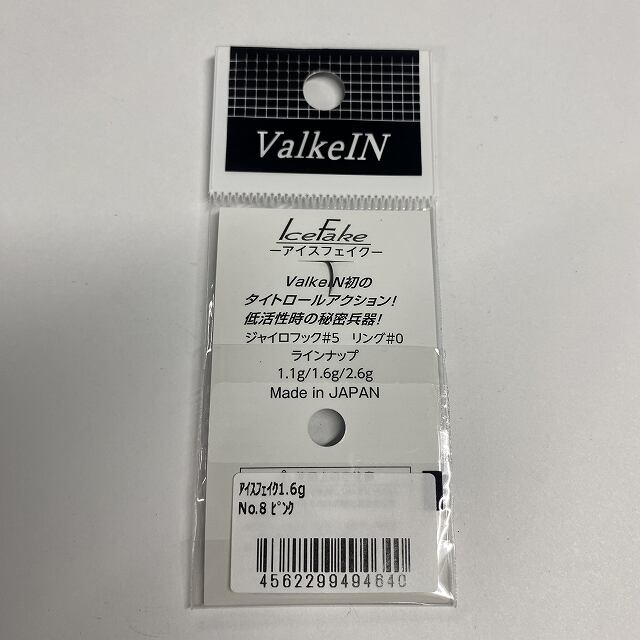 ValkeIN
IceFake
ーアイスフェイクー
ValkeIN初の
タイトロールアクション!
低活性時の秘密兵器!
ジャイロフック#5 リング#0
ラインナップ
1.1g/1.6g/2.6g
Made in JAPAN
ｱｲｽﾌｪｲｸ1.6g
No.8 ﾋﾟﾝｸ
4562299494640